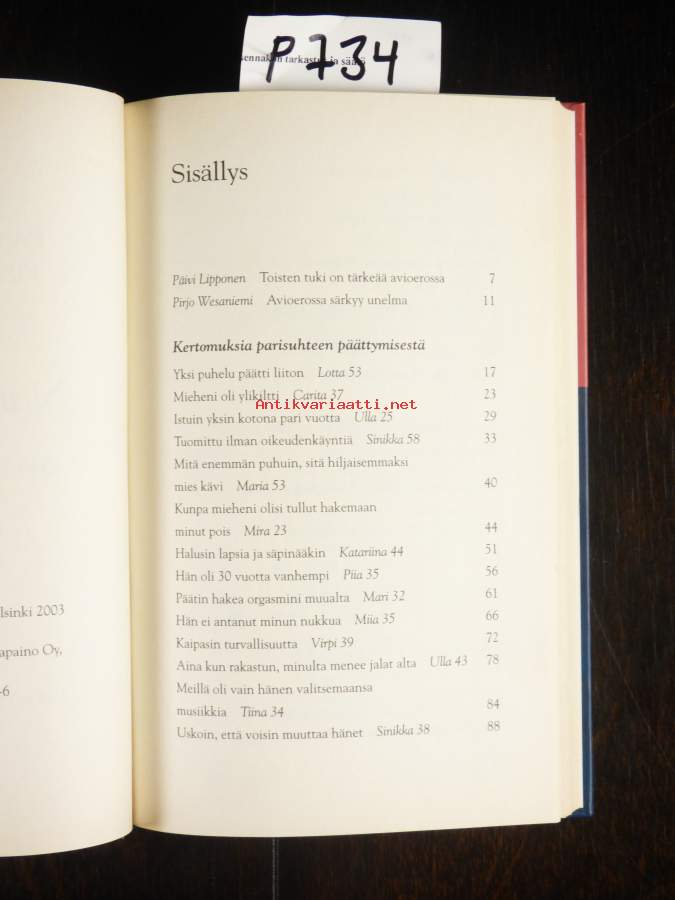 P 734
tarkastus ja säätö
Sisällys
Päivi Lipponen Toisten tuki on tärkeää avioerossa 7
Pirjo Wesaniemi Avioerossa särkyy unelma 11
Kertomuksia parisuhteen päättymisestä
Yksi puhelu päätti liiton Lotta 53 17
Mieheni oli ylikiltti Carita 37 23
Antikvariaatti.net
Istuin yksin kotona pari vuotta Ulla 25 29
Tuomittu ilman oikeudenkäyntiä Sinikka 58 33
Mitä enemmän puhuin, sitä hiljaisemmaksi
mies kävi Maria 53 40
Kunpa mieheni olisi tullut hakemaan
minut pois Mira 23 44
Halusin lapsia ja säpinääkin Katariina 44 51
Hän oli 30 vuotta vanhempi Piia 35 56
Päätin hakea orgasmini muualta Mari 32 61
Hän ei antanut minun nukkua Miia 35 66
Kaipasin turvallisuutta Virpi 39 72
Aina kun rakastun, minulta menee jalat alta Ulla 43 78
Meillä oli vain hänen valitsemaansa
musiikkia Tiina 34 84
Uskoin, että voisin muuttaa hänet Sinikka 38 88
lsinki 2003
apaino Oy,
-6